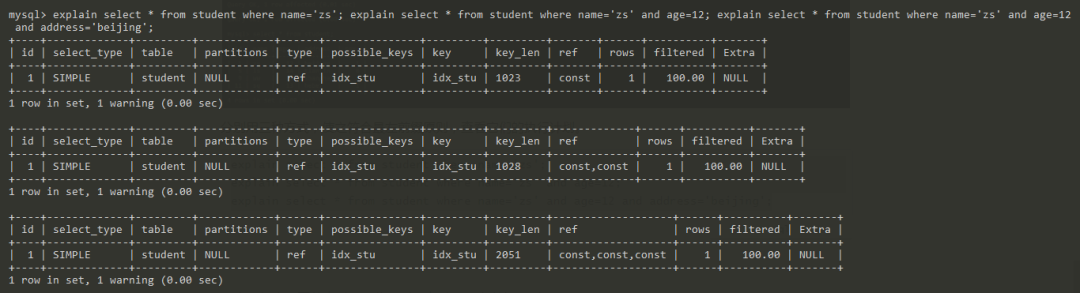 mysql> explain select * from student where name='zs'; explain select * from student where name='zs' and age=12; explain select * from student where name='zs' and age=12
and address='beijing';
+----+-------------+---------+------------+------+---------------+---------+---------+-------+------+----------+-------+
| id | select_type | table   | partitions | type | possible_keys | key     | key_len | ref   | rows | filtered | Extra |
+----+-------------+---------+------------+------+---------------+---------+---------+-------+------+----------+-------+
|  1 | SIMPLE      | student | NULL       | ref  | idx_stu       | idx_stu | 1023    | const |    1 |   100.00 | NULL  |
+----+-------------+---------+------------+------+---------------+---------+---------+-------+------+----------+-------+
1 row in set, 1 warning (0.00 sec)
+----+-------------+---------+------------+------+---------------+---------+---------+-------------+------+----------+-------+
| id | select_type | table   | partitions | type | possible_keys | key     | key_len | ref         | rows | filtered | Extra |
+----+-------------+---------+------------+------+---------------+---------+---------+-------------+------+----------+-------+
|  1 | SIMPLE      | student | NULL       | ref  | idx_stu       | idx_stu | 1028    | const,const |    1 |   100.00 | NULL  |
+----+-------------+---------+------------+------+---------------+---------+---------+-------------+------+----------+-------+
1 row in set, 1 warning (0.00 sec)
+----+-------------+---------+------------+------+---------------+---------+---------+-------------------+------+----------+-------+
| id | select_type | table   | partitions | type | possible_keys | key     | key_len | ref               | rows | filtered | Extra |
+----+-------------+---------+------------+------+---------------+---------+---------+-------------------+------+----------+-------+
|  1 | SIMPLE      | student | NULL       | ref  | idx_stu       | idx_stu | 2051    | const,const,const |    1 |   100.00 | NULL  |
+----+-------------+---------+------------+------+---------------+---------+---------+-------------------+------+----------+-------+
1 row in set, 1 warning (0.00 sec)